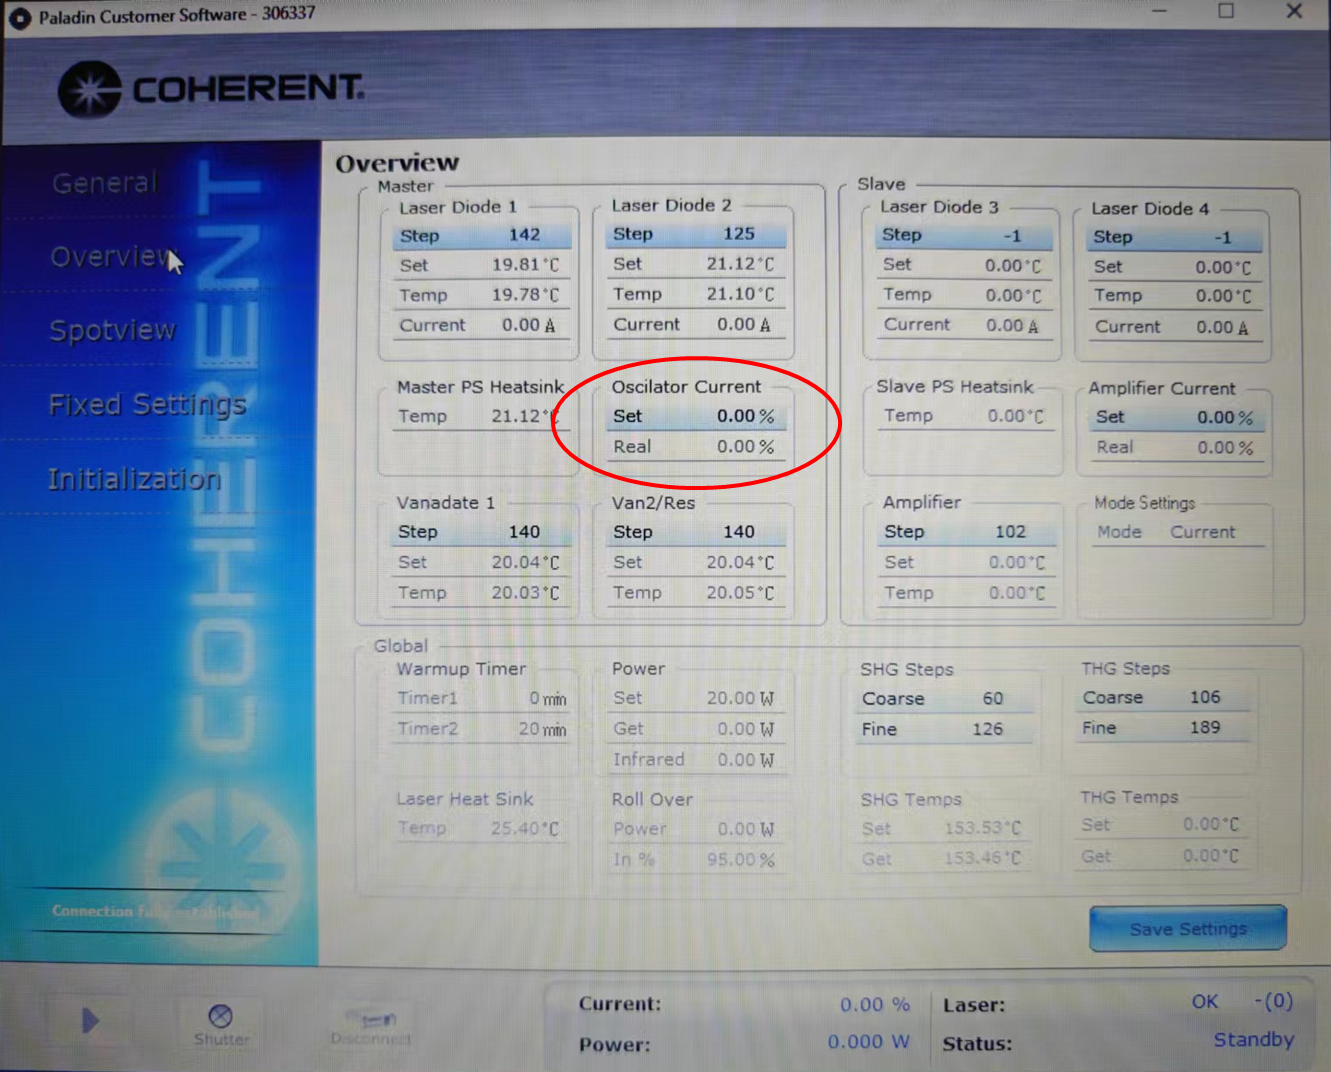 Paladin Customer Software - 306337
COHERENT.
General
Overview
Spotview
Fixed Settings
Initialization
COHERENT
Connection fully established
Overview
Master
Laser Diode 1
Step 142
Set 19.81°C
Temp 19.78°C
Current 0.00 A
Laser Diode 2
Step 125
Set 21.12°C
Temp 21.10°C
Current 0.00 A
Master PS Heatsink
Temp 21.12°C
Oscilator Current
Set 0.00 %
Real 0.00 %
Vanadate 1
Step 140
Set 20.04°C
Temp 20.03°C
Van2/Res
Step 140
Set 20.04°C
Temp 20.05°C
Slave
Laser Diode 3
Step -1
Set 0.00°C
Temp 0.00°C
Current 0.00 A
Laser Diode 4
Step -1
Set 0.00°C
Temp 0.00°C
Current 0.00 A
Slave PS Heatsink
Temp 0.00°C
Amplifier Current
Set 0.00 %
Real 0.00 %
Amplifier
Step 102
Set 0.00°C
Temp 0.00°C
Mode Settings
Mode Current
Global
Warmup Timer
Timer1 0 min
Timer2 20 min
Power
Set 20.00 W
Get 0.00 W
Infrared 0.00 W
SHG Steps
Coarse 60
Fine 126
THG Steps
Coarse 106
Fine 189
Laser Heat Sink
Temp 25.40°C
Roll Over
Power 0.00 W
In % 95.00 %
SHG Temps
Set 153.53°C
Get 153.46°C
THG Temps
Set 0.00°C
Get 0.00°C
Save Settings
Shutter
Disconnect
Current: 0.00 %
Power: 0.000 W
Laser: OK -(0)
Status: Standby